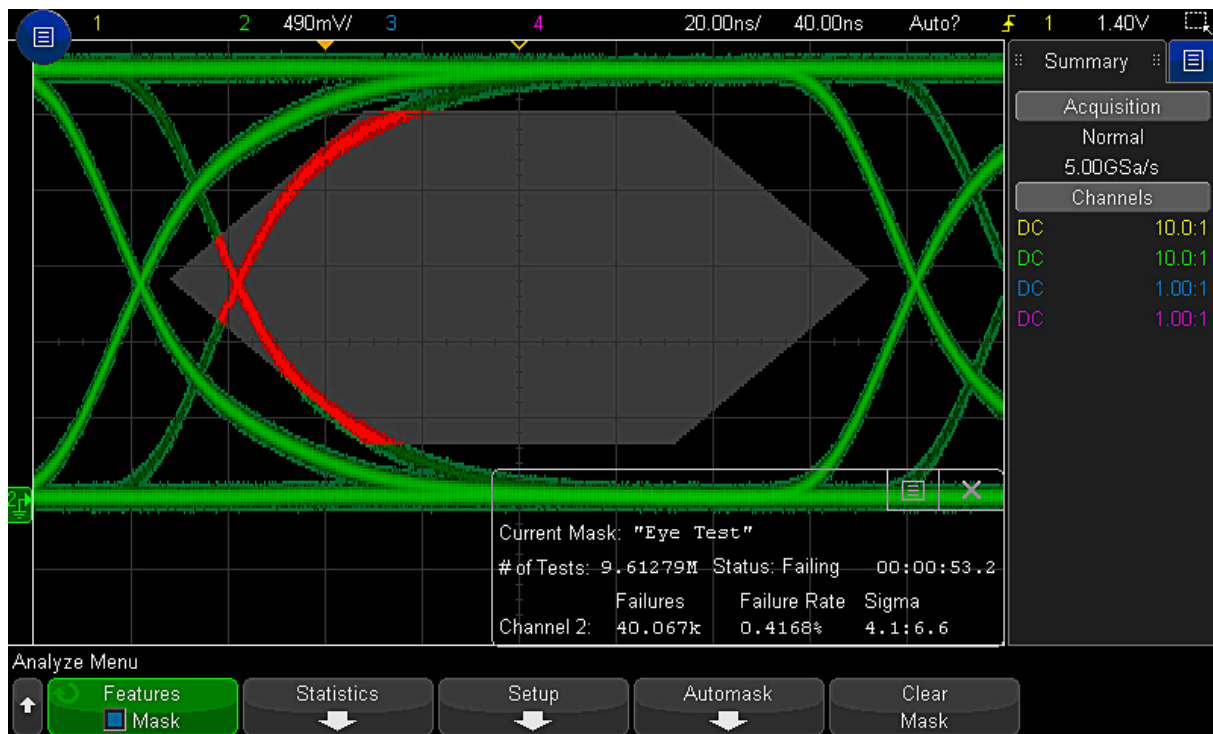 1 2 490mV/ 3 4 20.00ns/ 40.00ns Auto? 1 1.40V
Summary
Acquisition
Normal
5.00GSa/s
Channels
DC 10.0:1
DC 10.0:1
DC 1.00:1
DC 1.00:1
2
Current Mask: "Eye Test"
# of Tests: 9.61279M Status: Failing 00:00:53.2
Failures Failure Rate Sigma
Channel 2: 40.067k 0.4168% 4.1:6.6
Analyze Menu
Features Statistics Setup Automask Clear
Mask Mask